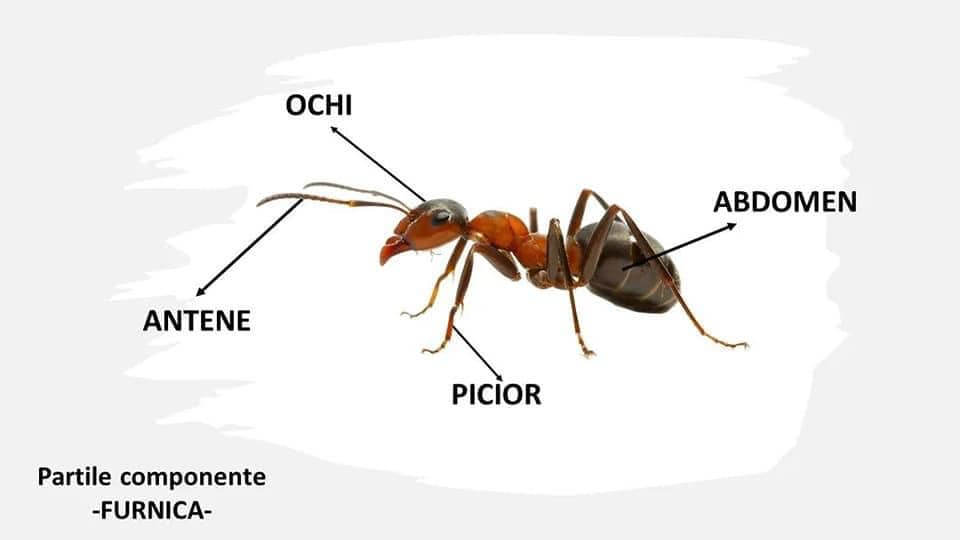 OCHI
ABDOMEN
ANTENE
PICIOR
Partile componente
-FURNICA-